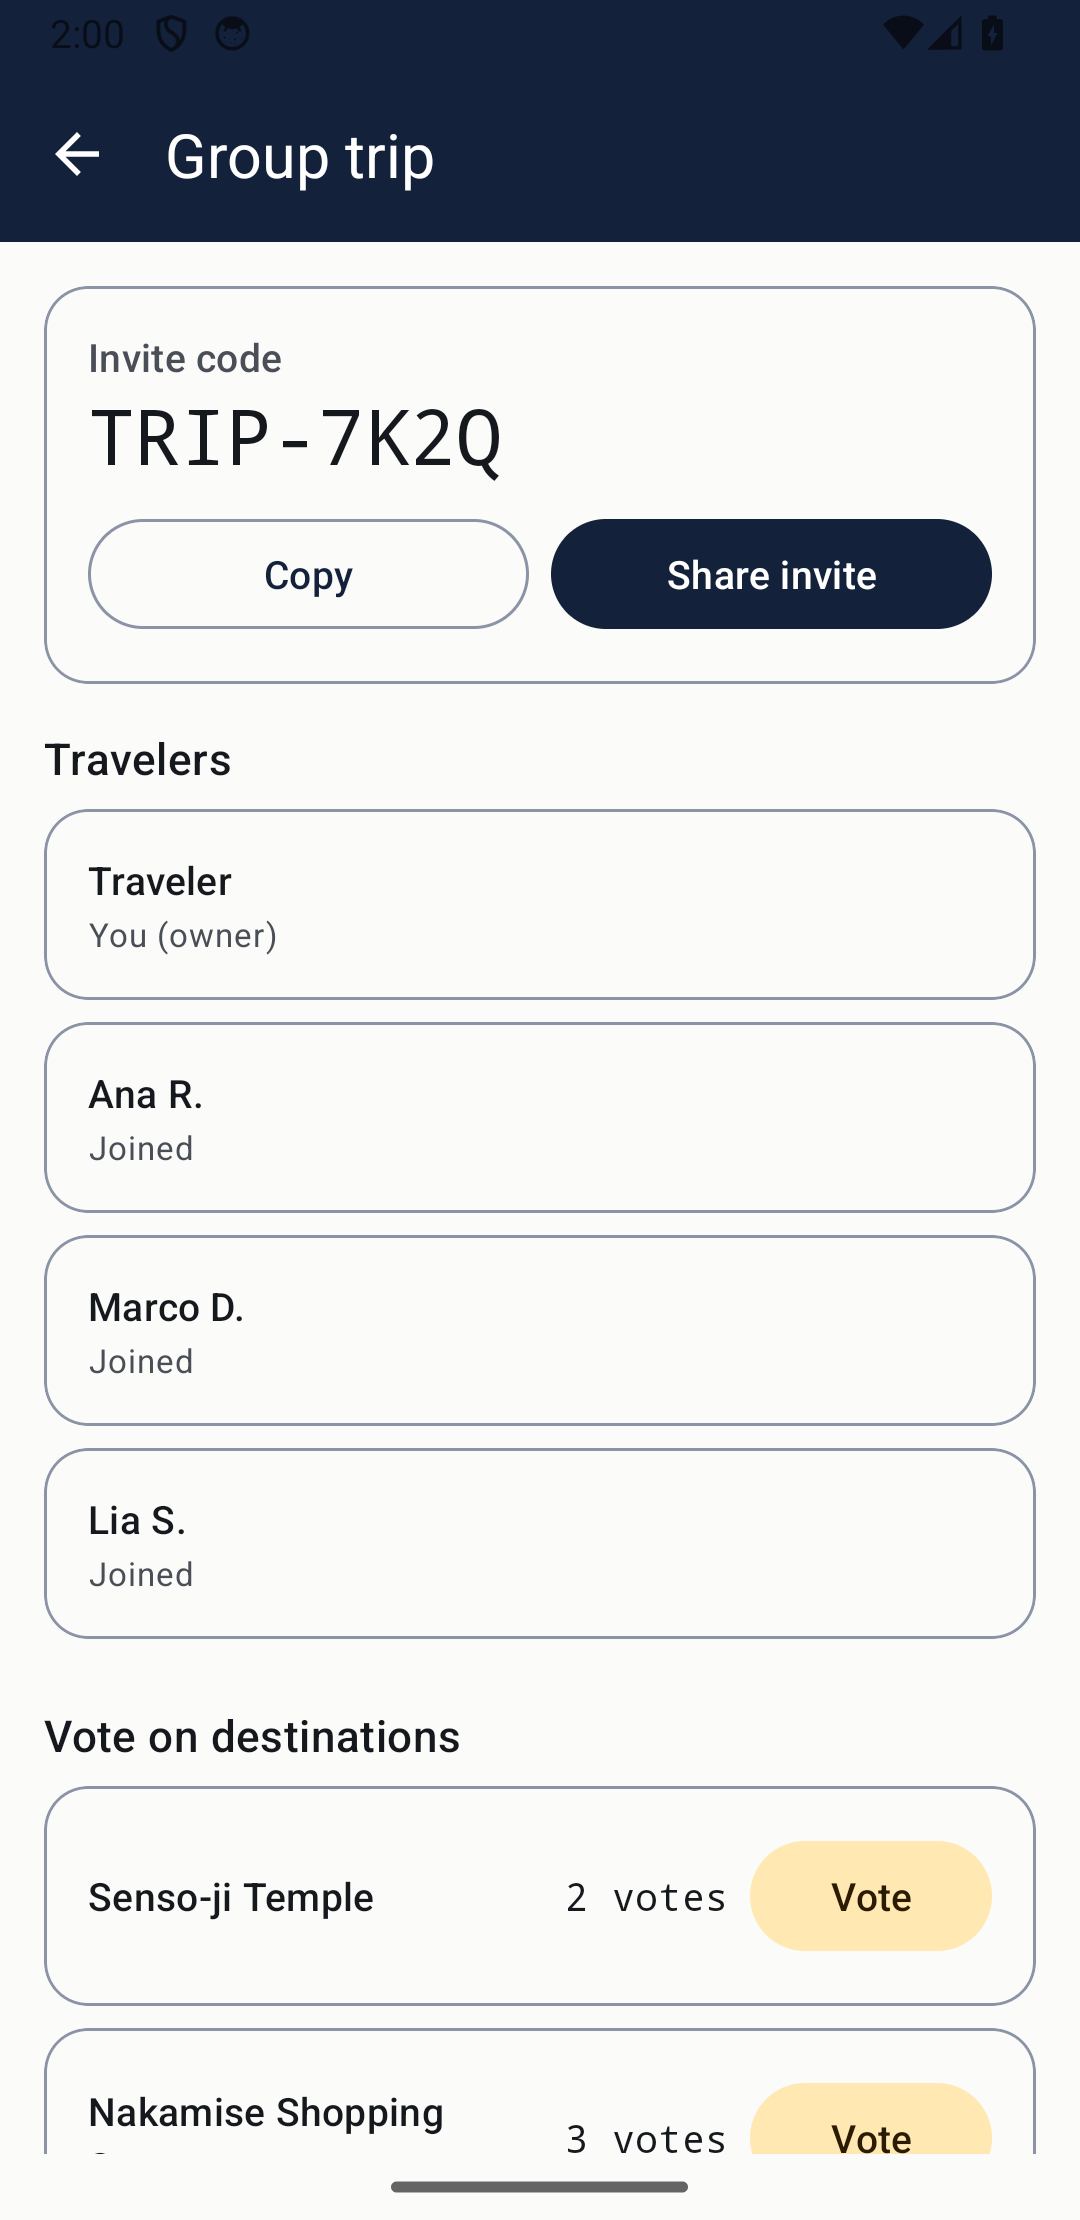 2:00
Group trip
Invite code
TRIP-7K2Q
Copy
Share invite
Travelers
Traveler
You (owner)
Ana R.
Joined
Marco D.
Joined
Lia S.
Joined
Vote on destinations
Senso-ji Temple
2 votes
Vote
Nakamise Shopping
3 votes
Vote